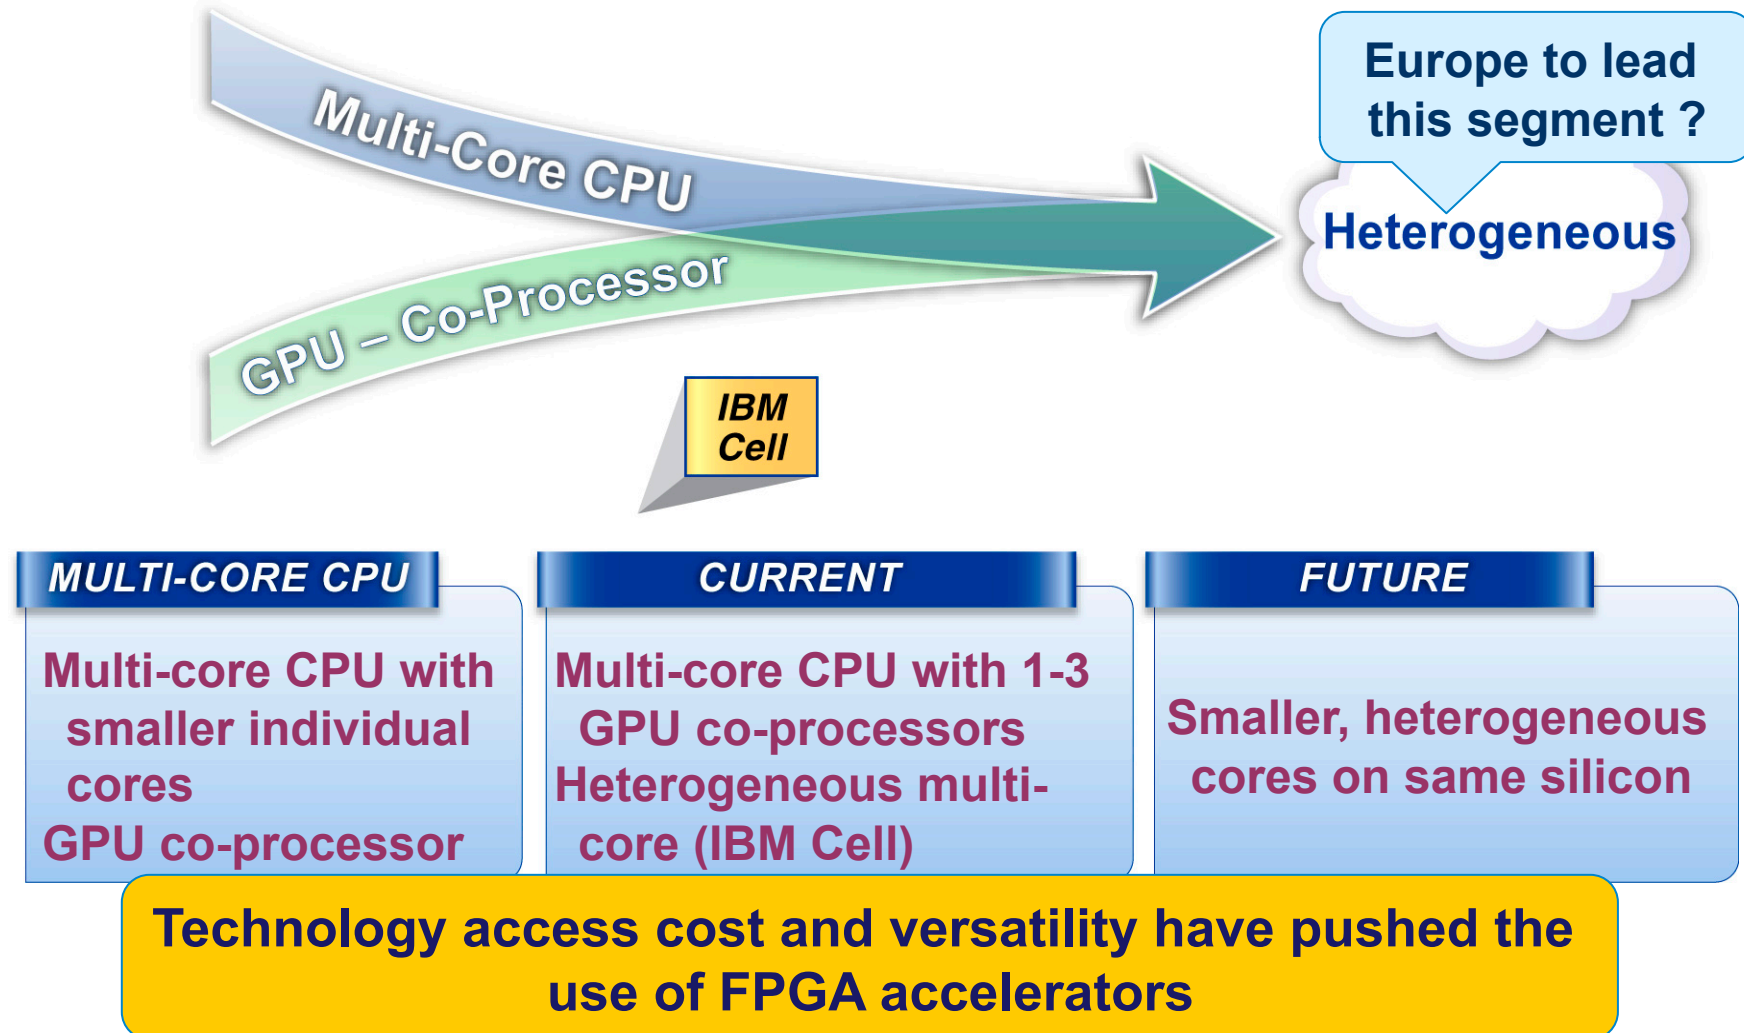 Europe to lead
this segment ?
Multi-Core CPU
Heterogeneous
GPU – Co-Processor
IBM
Cell
MULTI-CORE CPU
Multi-core CPU with
smaller individual
cores
GPU co-processor
CURRENT
Multi-core CPU with 1-3
GPU co-processors
Heterogeneous multi-
core (IBM Cell)
FUTURE
Smaller, heterogeneous
cores on same silicon
Technology access cost and versatility have pushed the
use of FPGA accelerators